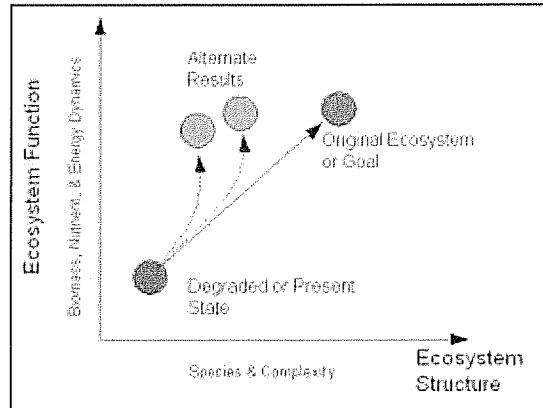 Alternate
Results
Original Ecosystem
or Goal
Degraded or Present
State
Ecosystem Function
Biomass, Nutrient, & Energy Dynamics
Species & Complexity
Ecosystem
Structure